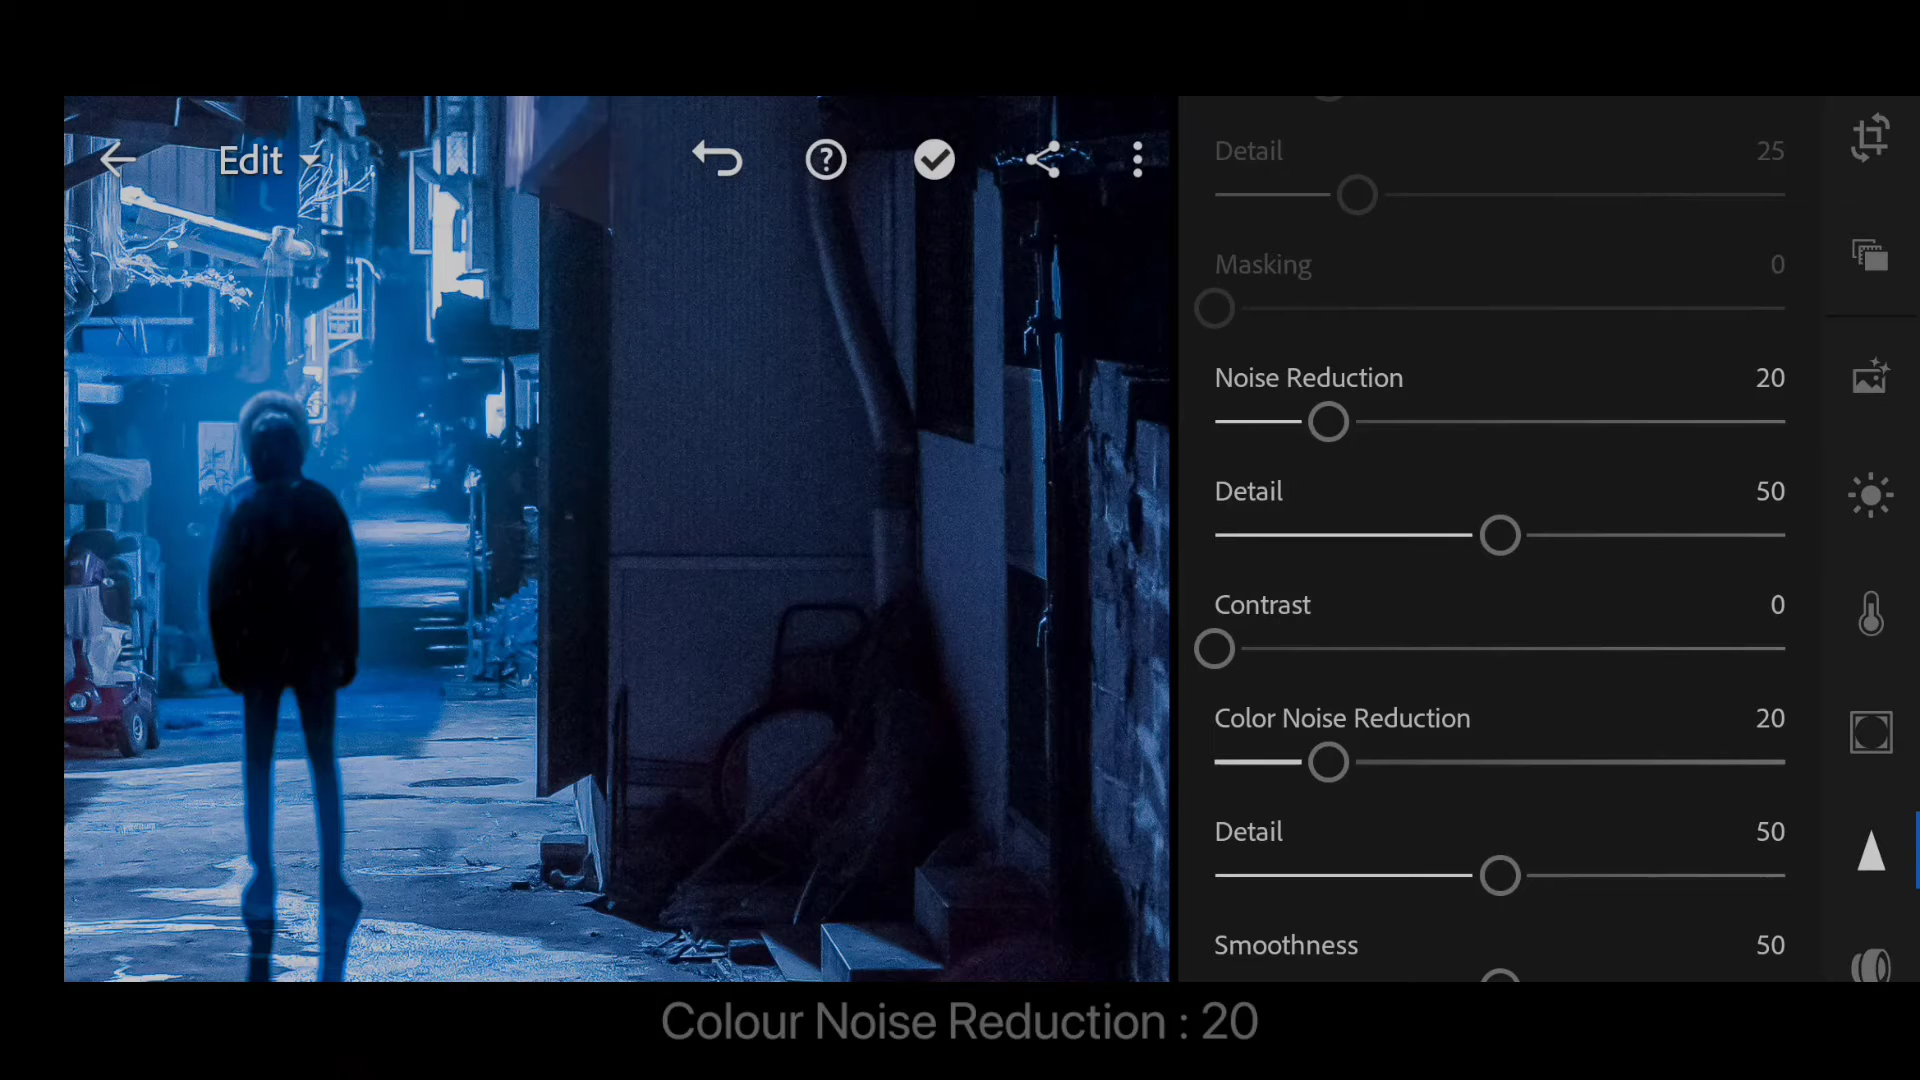 Edit
Detail 25
Masking 0
Noise Reduction 20
Detail 50
Contrast 0
Color Noise Reduction 20
Detail 50
Smoothness 50
Colour Noise Reduction : 20